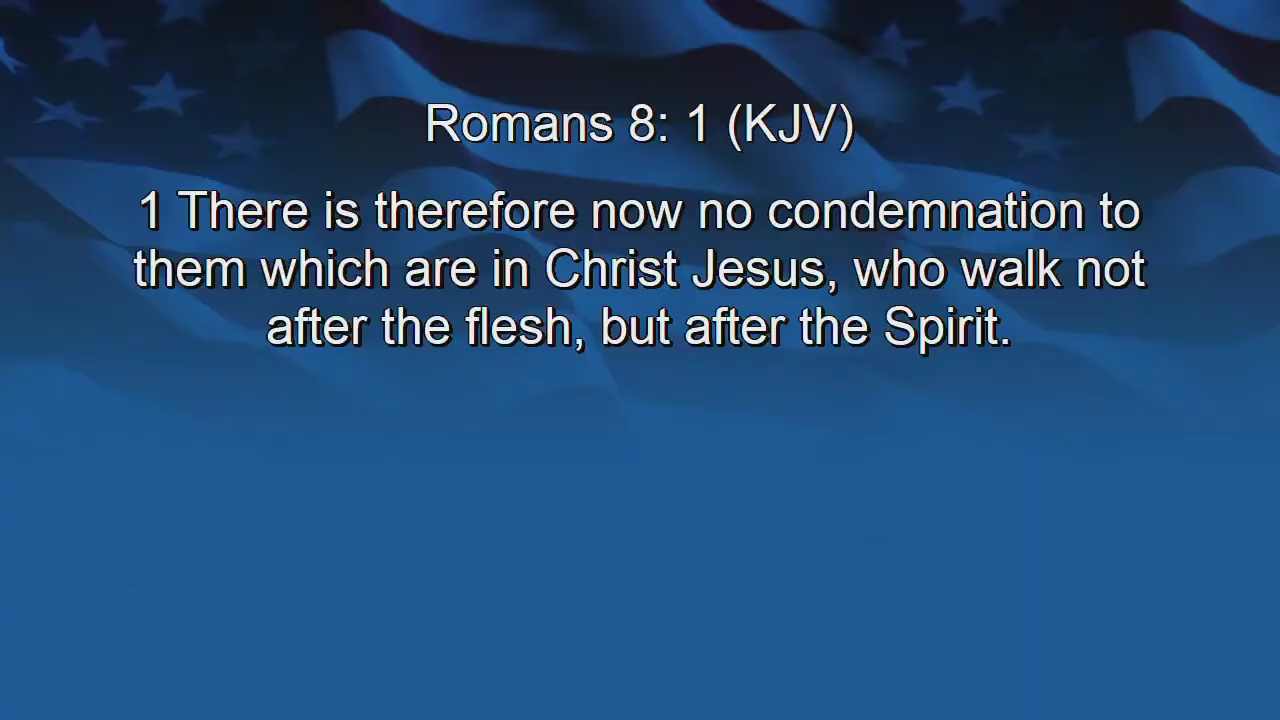 Romans 8: 1 (KJV)
1 There is therefore now no condemnation to
them which are in Christ Jesus, who walk not
after the flesh, but after the Spirit.